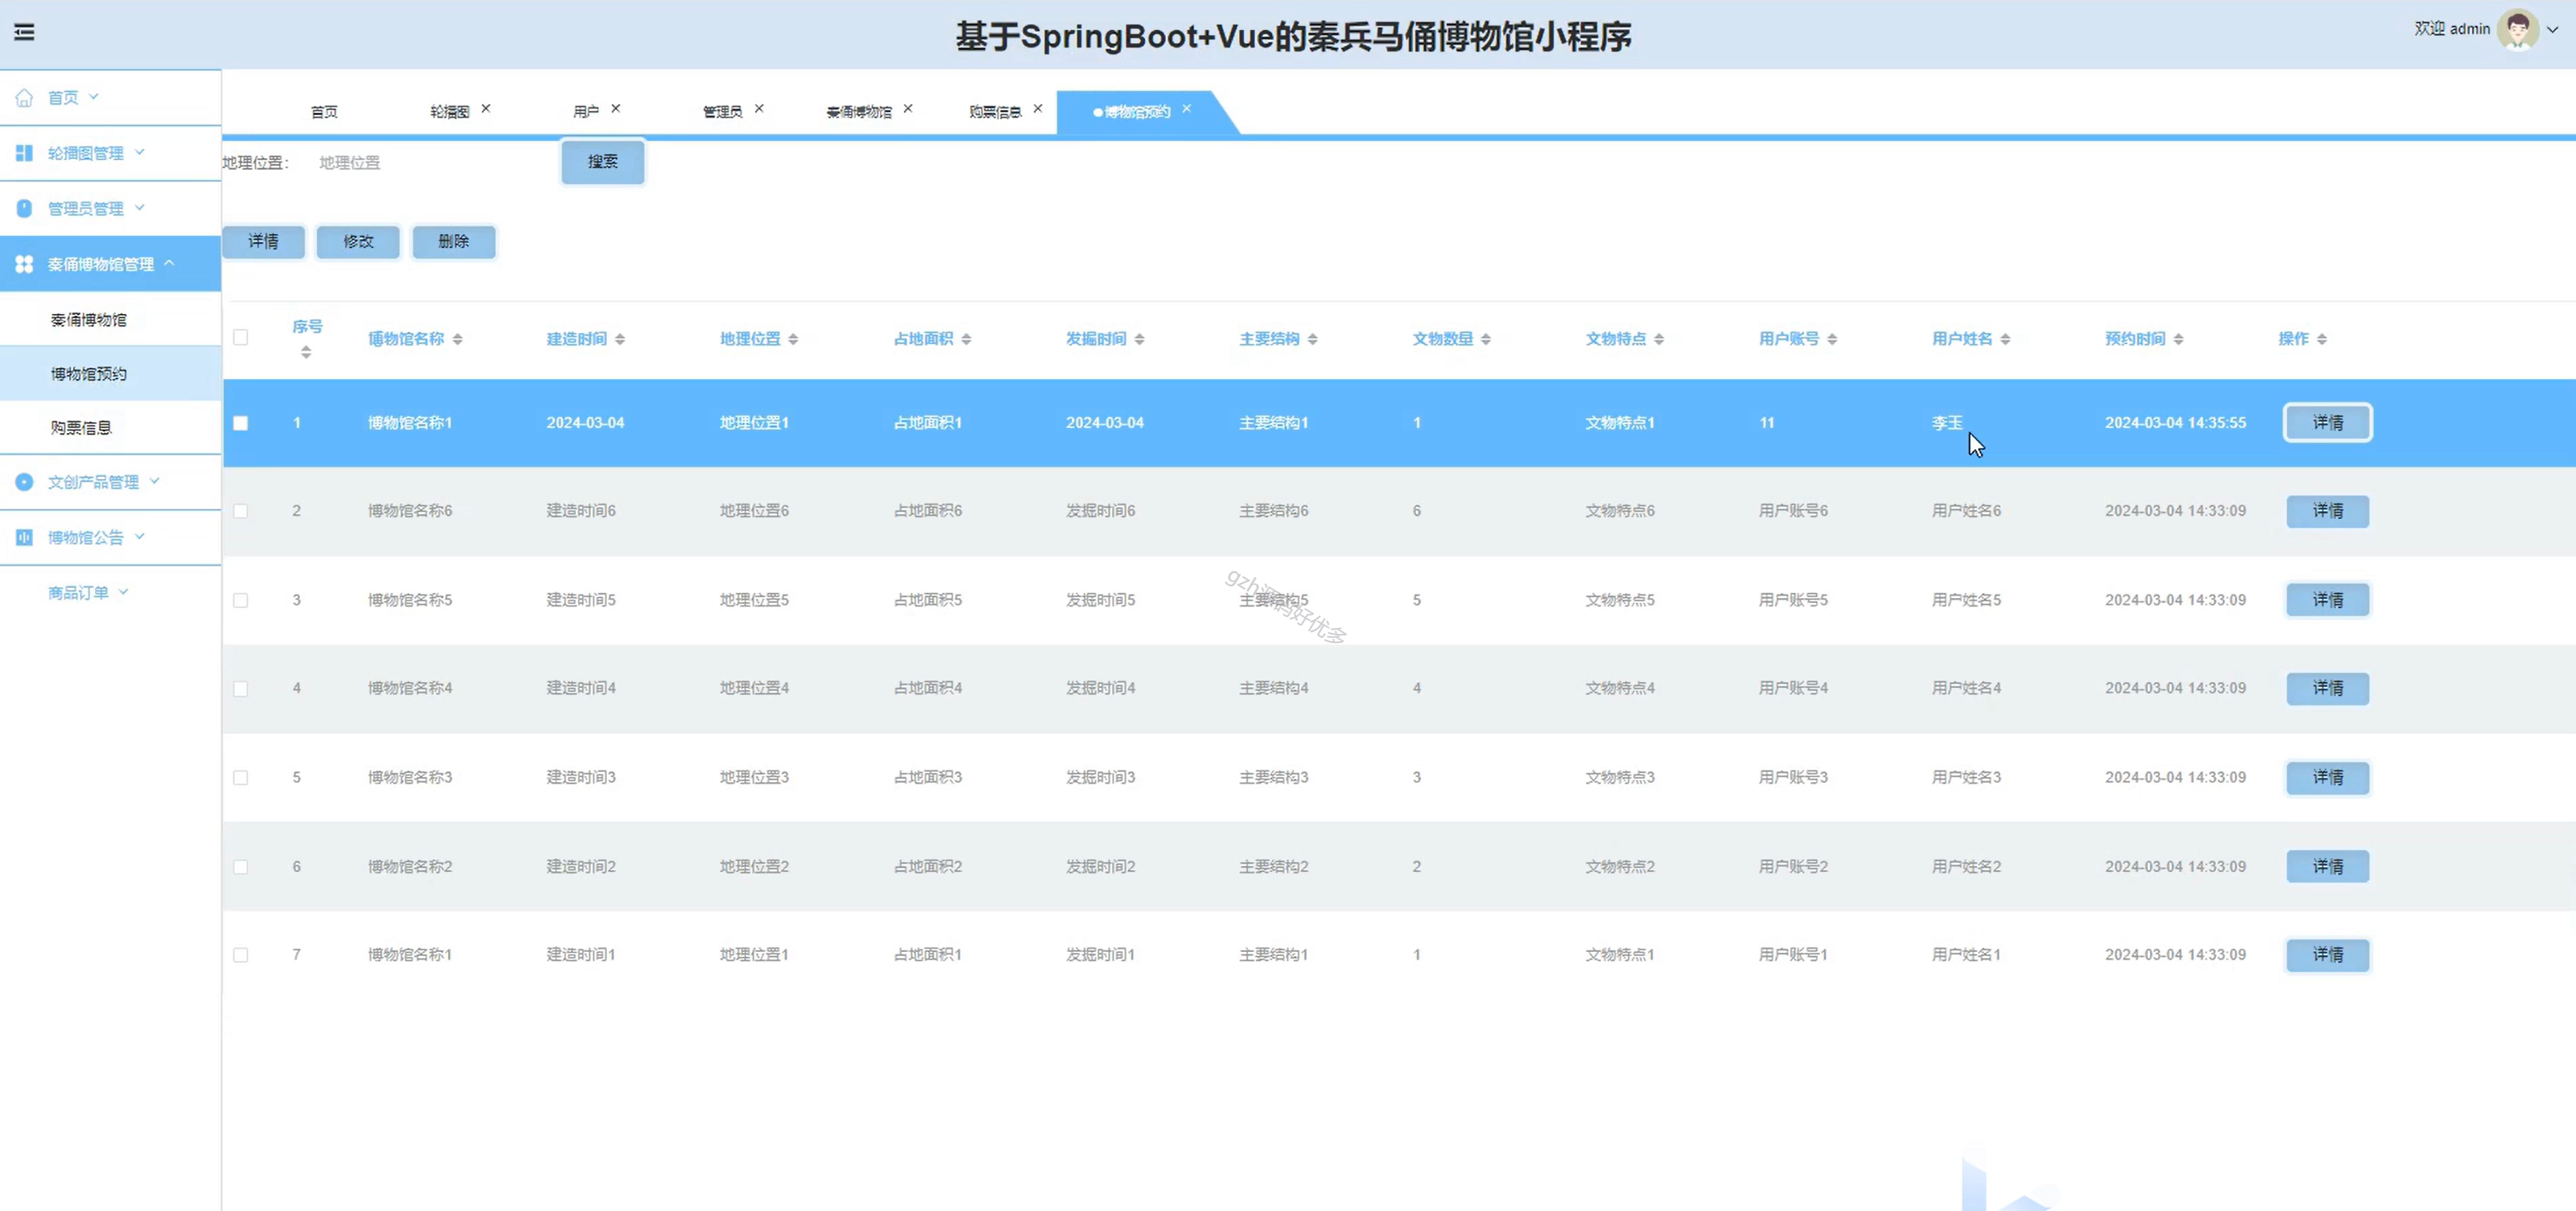 基于SpringBoot+Vue的秦兵马俑博物馆小程序
欢迎 admin
首页
轮播图管理
管理员管理
秦俑博物馆管理
秦俑博物馆
博物馆预约
购票信息
文创产品管理
博物馆公告
商品订单
首页 轮播图 用户 管理员 秦俑博物馆 购票信息 博物馆预约
地理位置： 地理位置 搜索
详情 修改 删除
序号 博物馆名称 建造时间 地理位置 占地面积 发掘时间 主要结构 文物数量 文物特点 用户账号 用户姓名 预约时间 操作
1 博物馆名称1 2024-03-04 地理位置1 占地面积1 2024-03-04 主要结构1 1 文物特点1 11 李王 2024-03-04 14:35:55 详情
2 博物馆名称6 建造时间6 地理位置6 占地面积6 发掘时间6 主要结构6 6 文物特点6 用户账号6 用户姓名6 2024-03-04 14:33:09 详情
3 博物馆名称5 建造时间5 地理位置5 占地面积5 发掘时间5 主要结构5 5 文物特点5 用户账号5 用户姓名5 2024-03-04 14:33:09 详情
4 博物馆名称4 建造时间4 地理位置4 占地面积4 发掘时间4 主要结构4 4 文物特点4 用户账号4 用户姓名4 2024-03-04 14:33:09 详情
5 博物馆名称3 建造时间3 地理位置3 占地面积3 发掘时间3 主要结构3 3 文物特点3 用户账号3 用户姓名3 2024-03-04 14:33:09 详情
6 博物馆名称2 建造时间2 地理位置2 占地面积2 发掘时间2 主要结构2 2 文物特点2 用户账号2 用户姓名2 2024-03-04 14:33:09 详情
7 博物馆名称1 建造时间1 地理位置1 占地面积1 发掘时间1 主要结构1 1 文物特点1 用户账号1 用户姓名1 2024-03-04 14:33:09 详情
gzh源码好优多